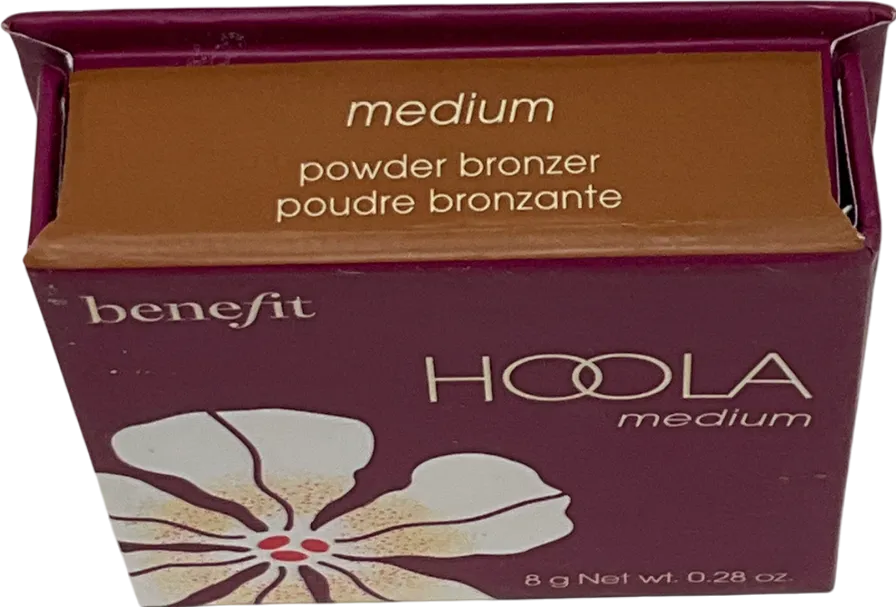 medium
powder bronzer
poudre bronzante
benefit
HOOLA
medium
8 g Net wt. 0.28 oz.